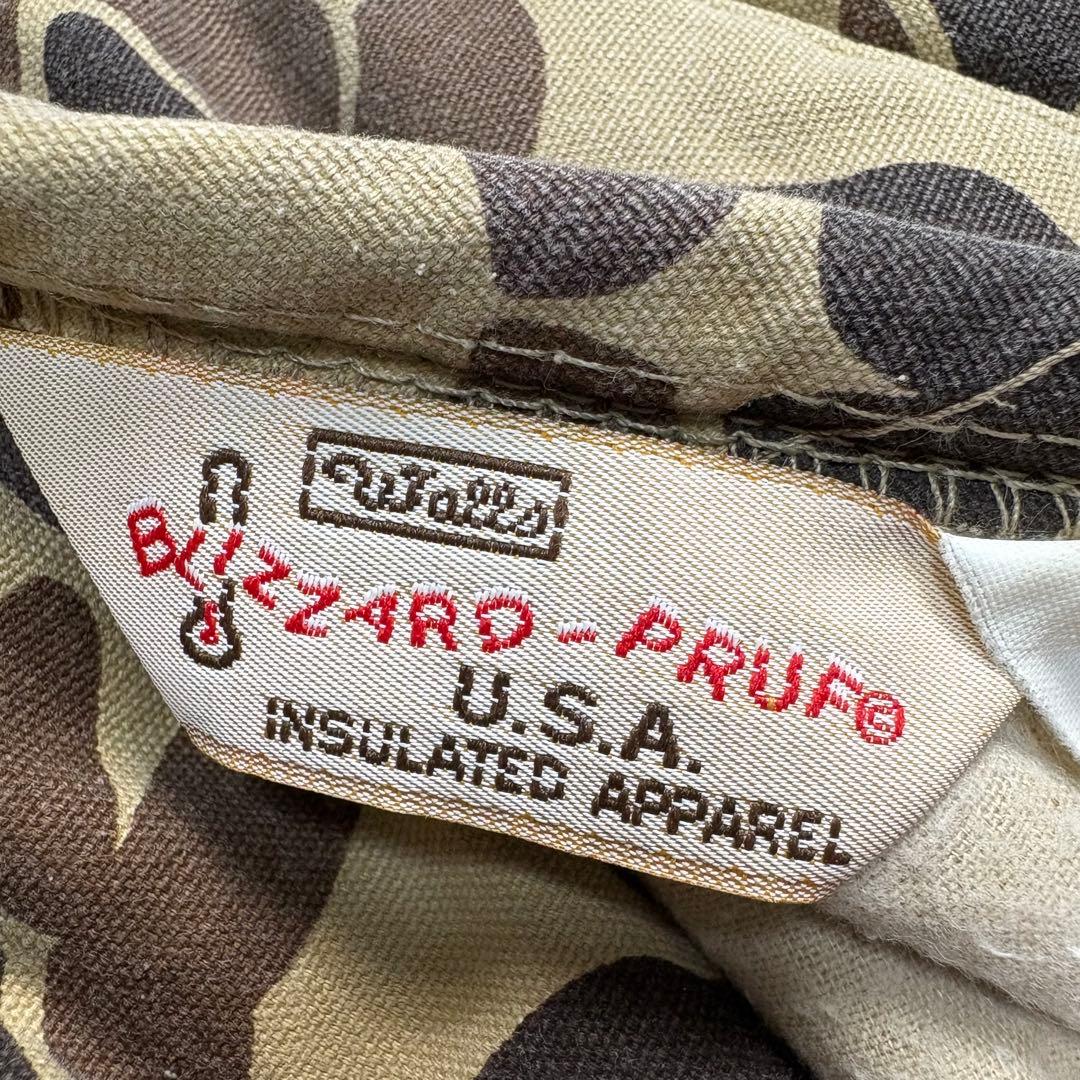 Walls
BLIZZARD-PRUF®
U.S.A.
INSULATED APPAREL